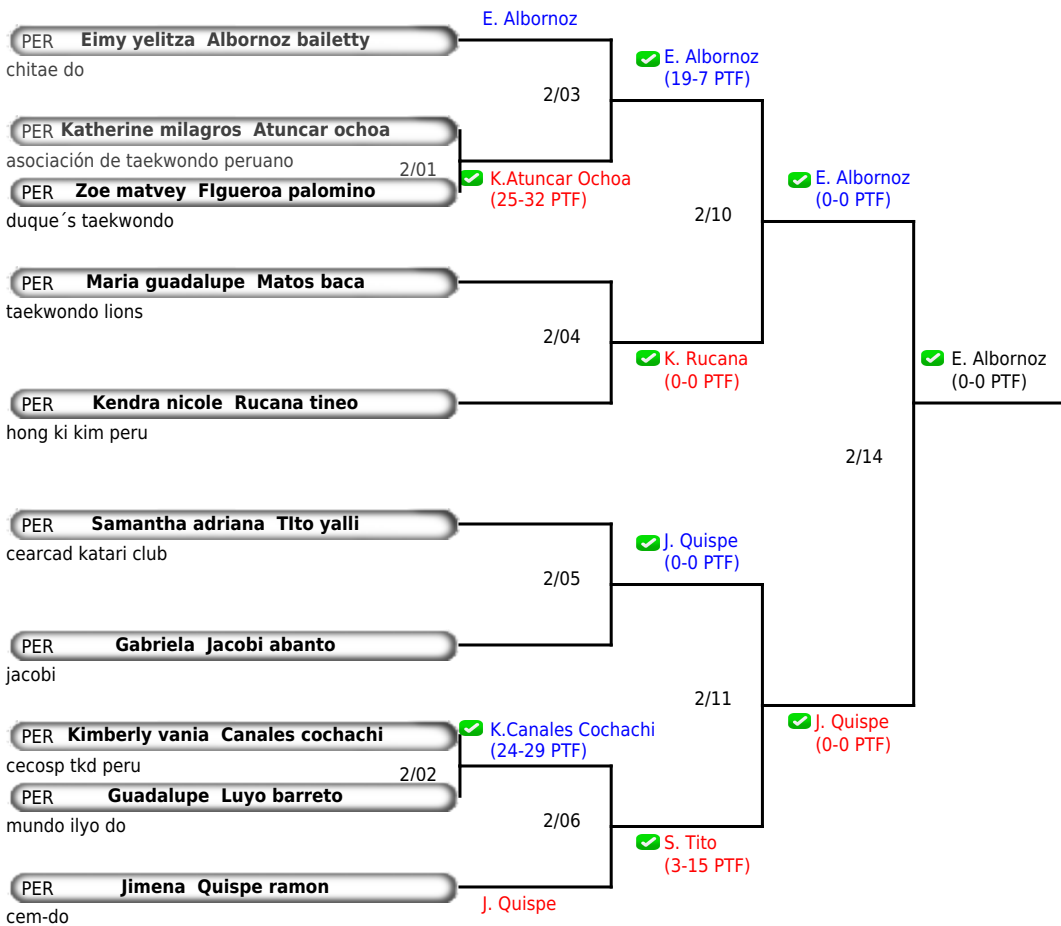 E. Albornoz
PER Eimy yelitza Albornoz bailetty
chitae do
E. Albornoz
(19-7 PTF)
2/03
PER Katherine milagros Atuncar ochoa
asociación de taekwondo peruano
2/01
K.Atuncar Ochoa
(25-32 PTF)
PER Zoe matvey FIgueroa palomino
duque´s taekwondo
E. Albornoz
(0-0 PTF)
2/10
PER Maria guadalupe Matos baca
taekwondo lions
2/04
K. Rucana
(0-0 PTF)
E. Albornoz
(0-0 PTF)
PER Kendra nicole Rucana tineo
hong ki kim peru
2/14
PER Samantha adriana TIto yalli
cearcad katari club
J. Quispe
(0-0 PTF)
2/05
PER Gabriela Jacobi abanto
jacobi
2/11
J. Quispe
(0-0 PTF)
PER Kimberly vania Canales cochachi
cecosp tkd peru
K.Canales Cochachi
(24-29 PTF)
2/02
PER Guadalupe Luyo barreto
mundo ilyo do
2/06
S. Tito
(3-15 PTF)
PER Jimena Quispe ramon
cem-do
J. Quispe